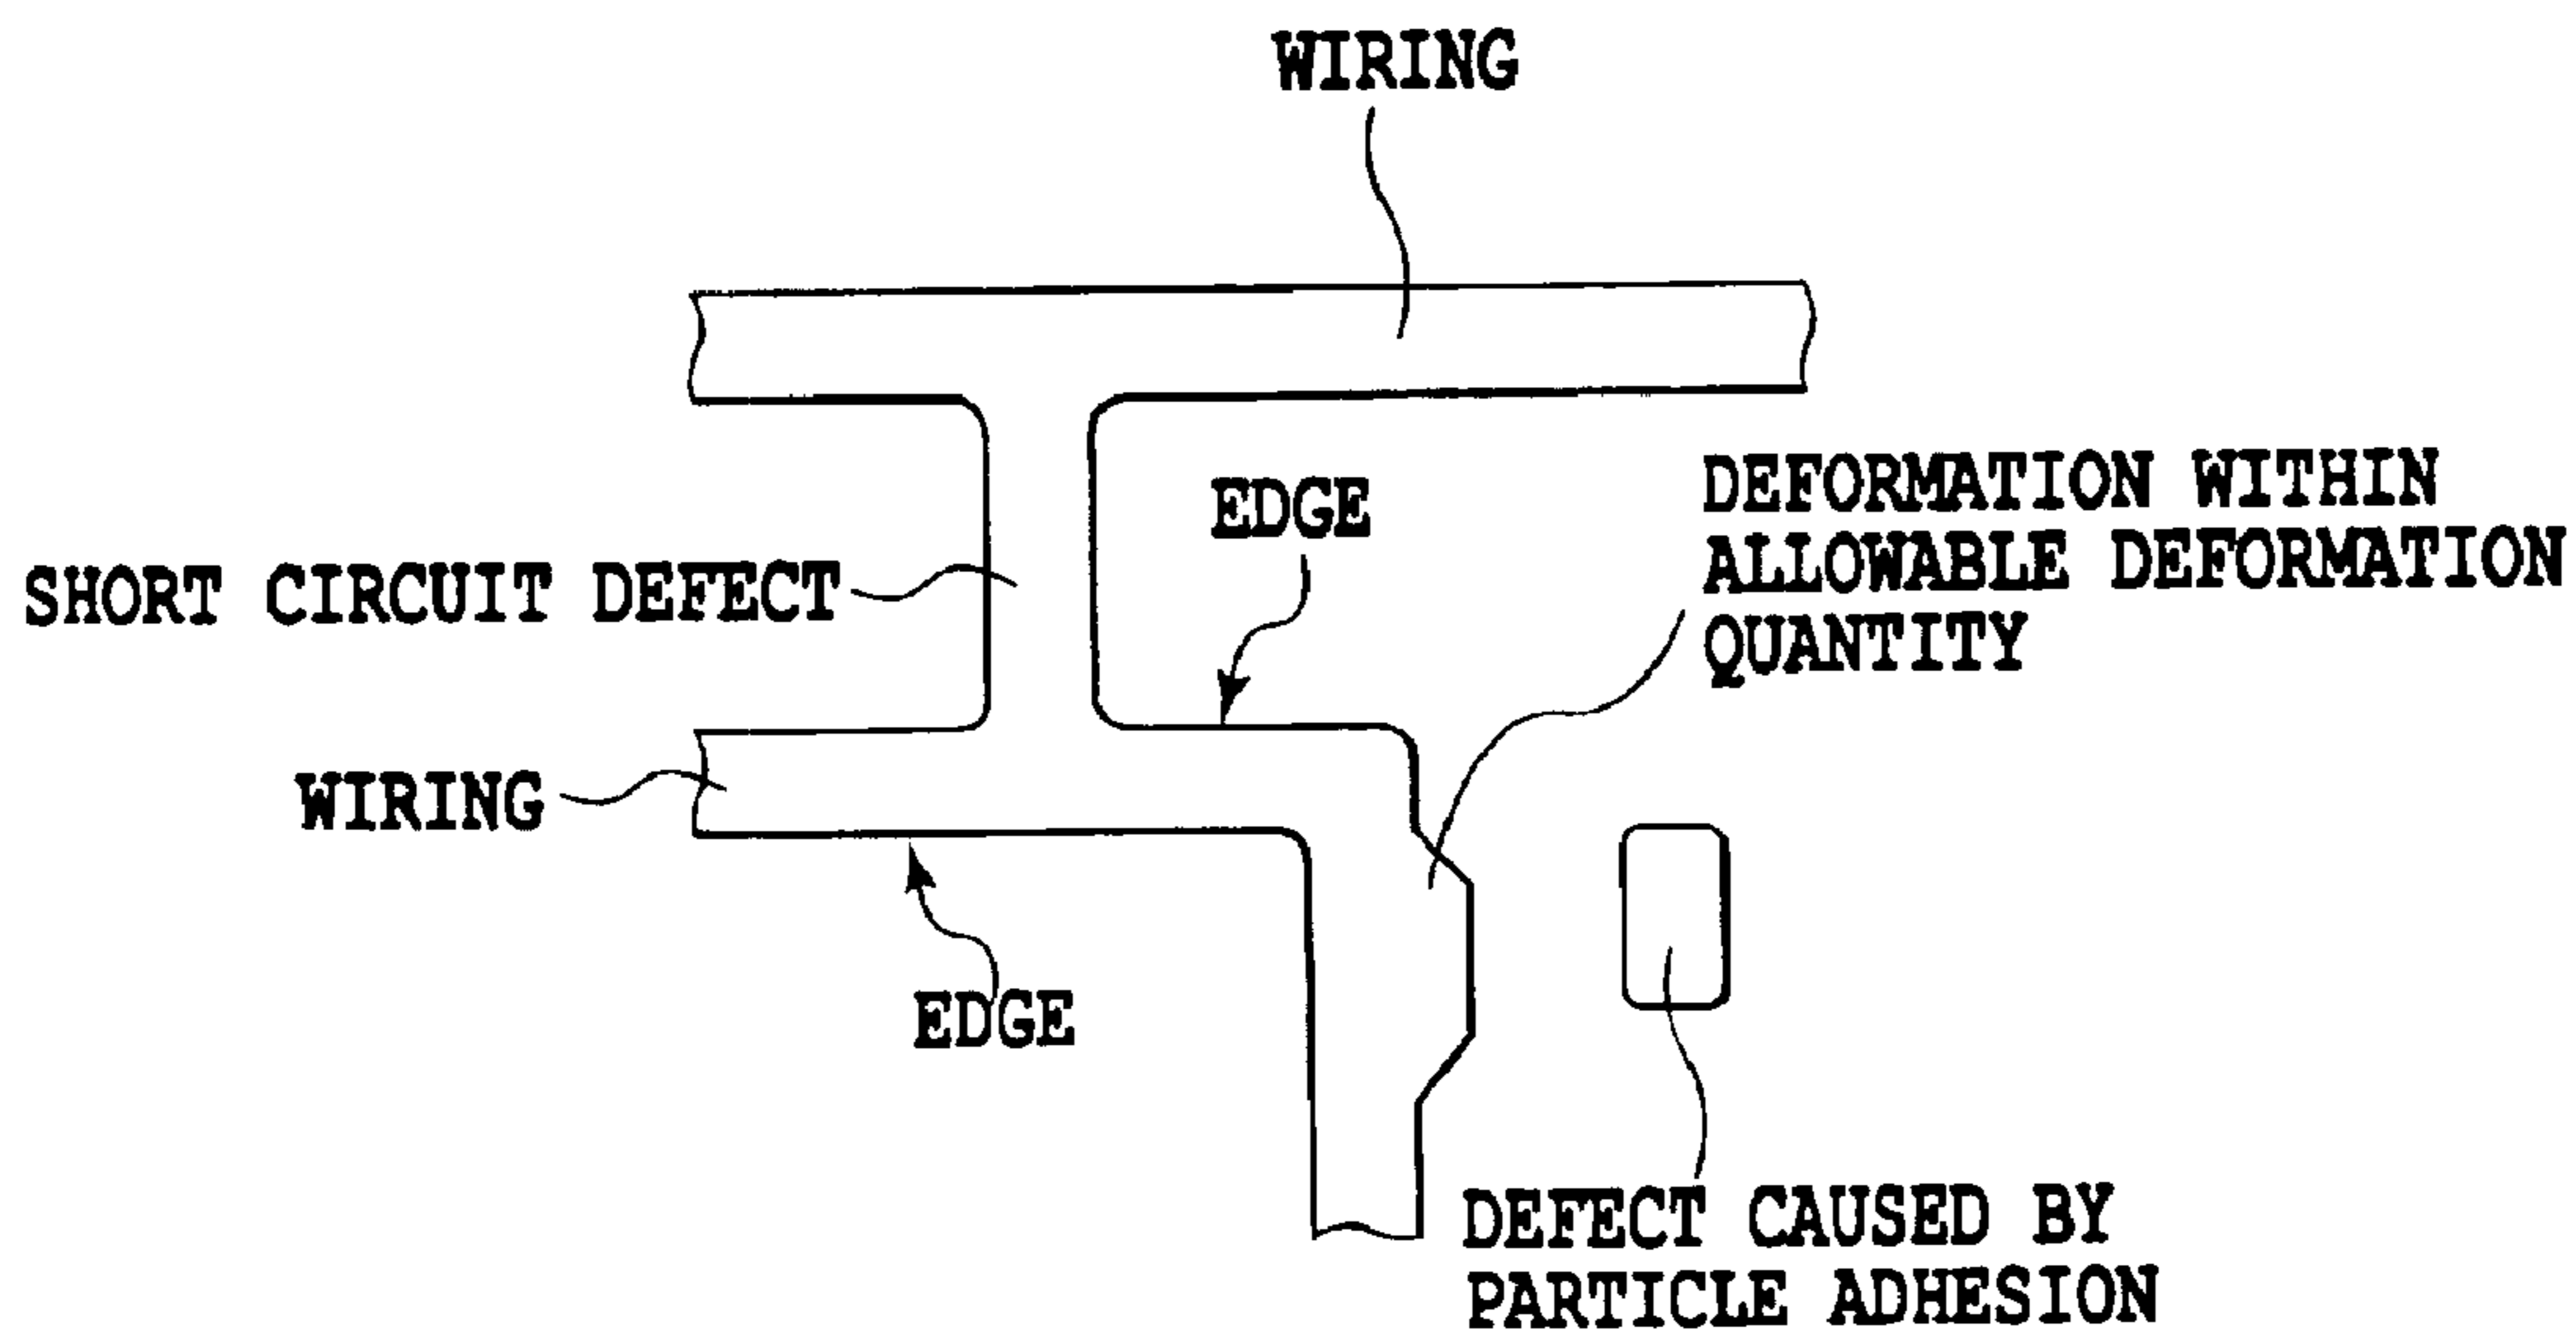 WIRING
EDGE
DEFORMATION WITHIN
ALLOWABLE DEFORMATION
QUANTITY
SHORT CIRCUIT DEFECT
WIRING
EDGE
DEFECT CAUSED BY
PARTICLE ADHESION